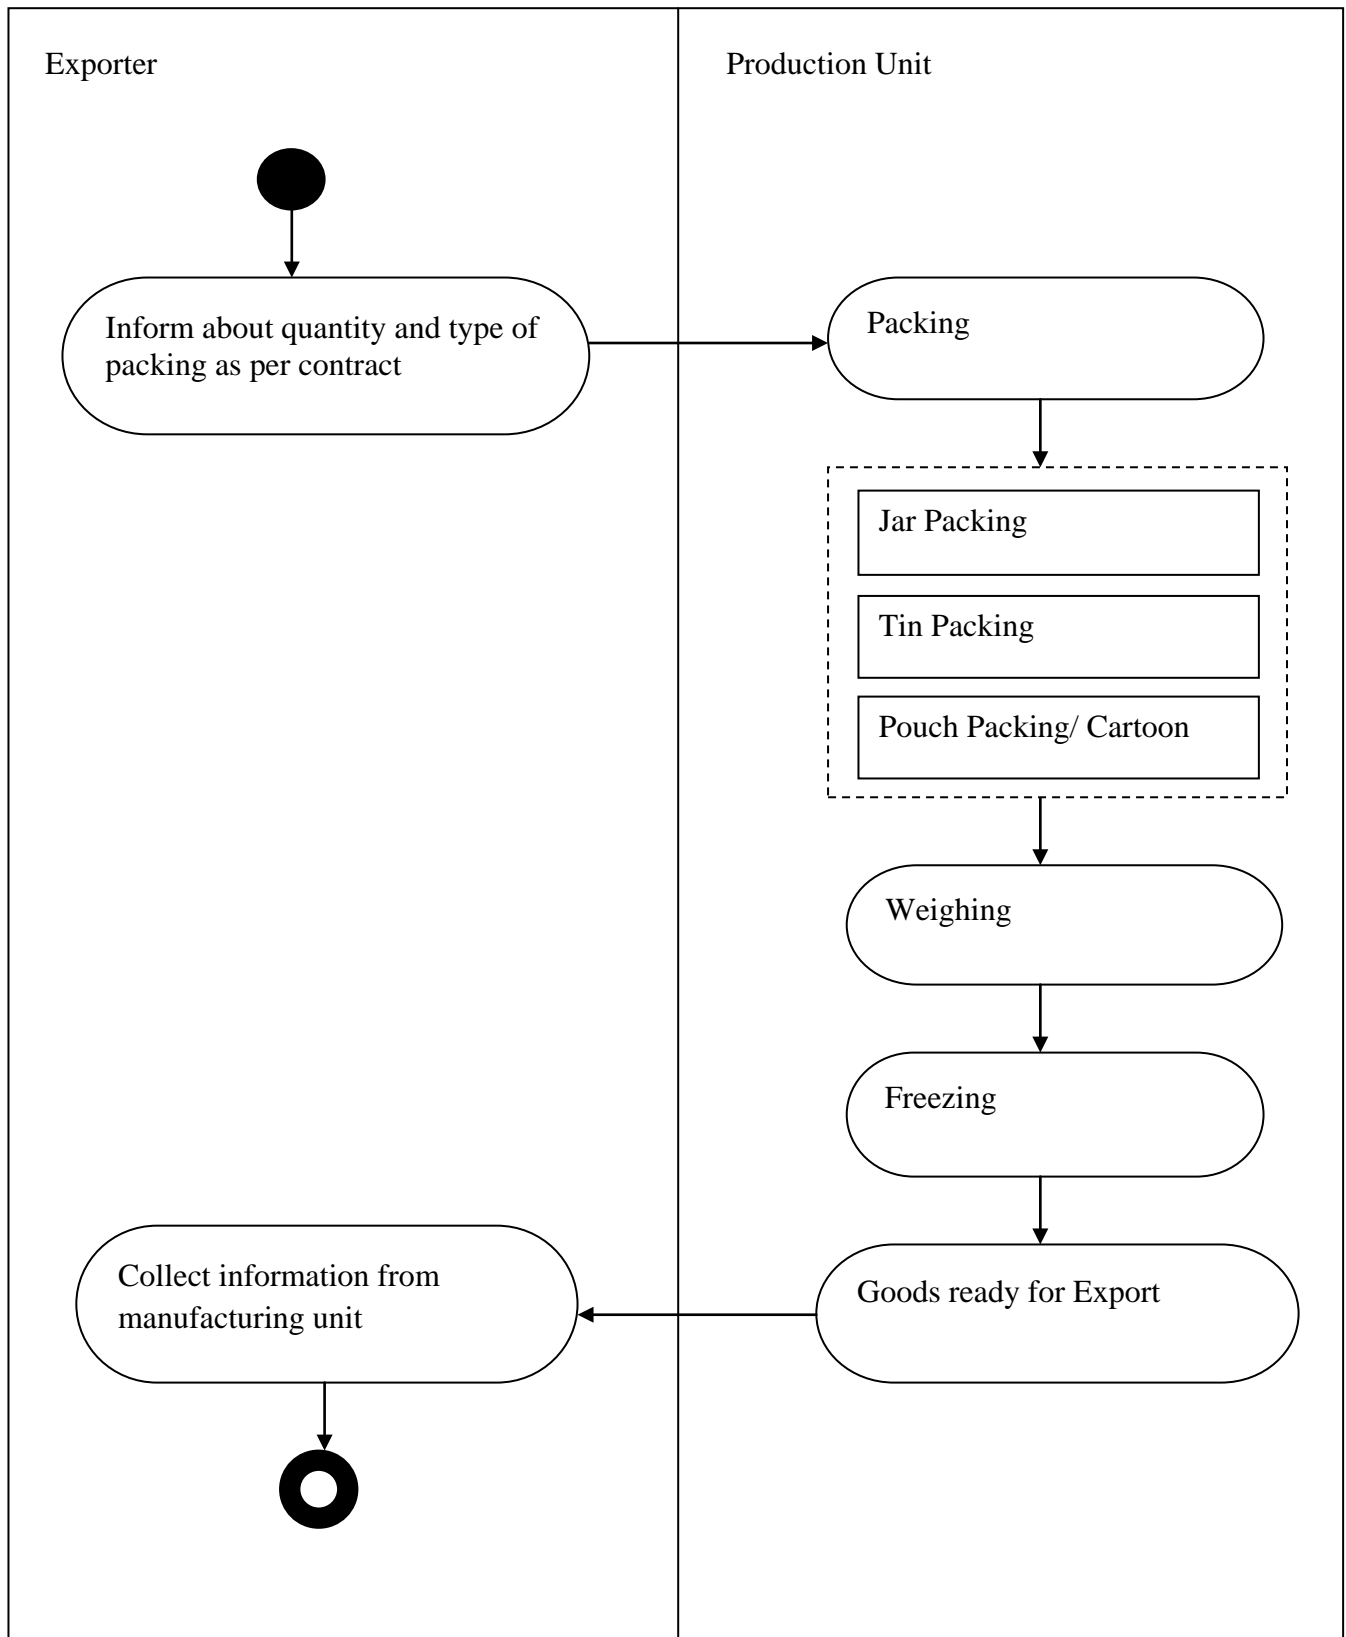 Exporter
Production Unit
Inform about quantity and type of
packing as per contract
Packing
Jar Packing
Tin Packing
Pouch Packing/ Cartoon
Weighing
Freezing
Goods ready for Export
Collect information from
manufacturing unit